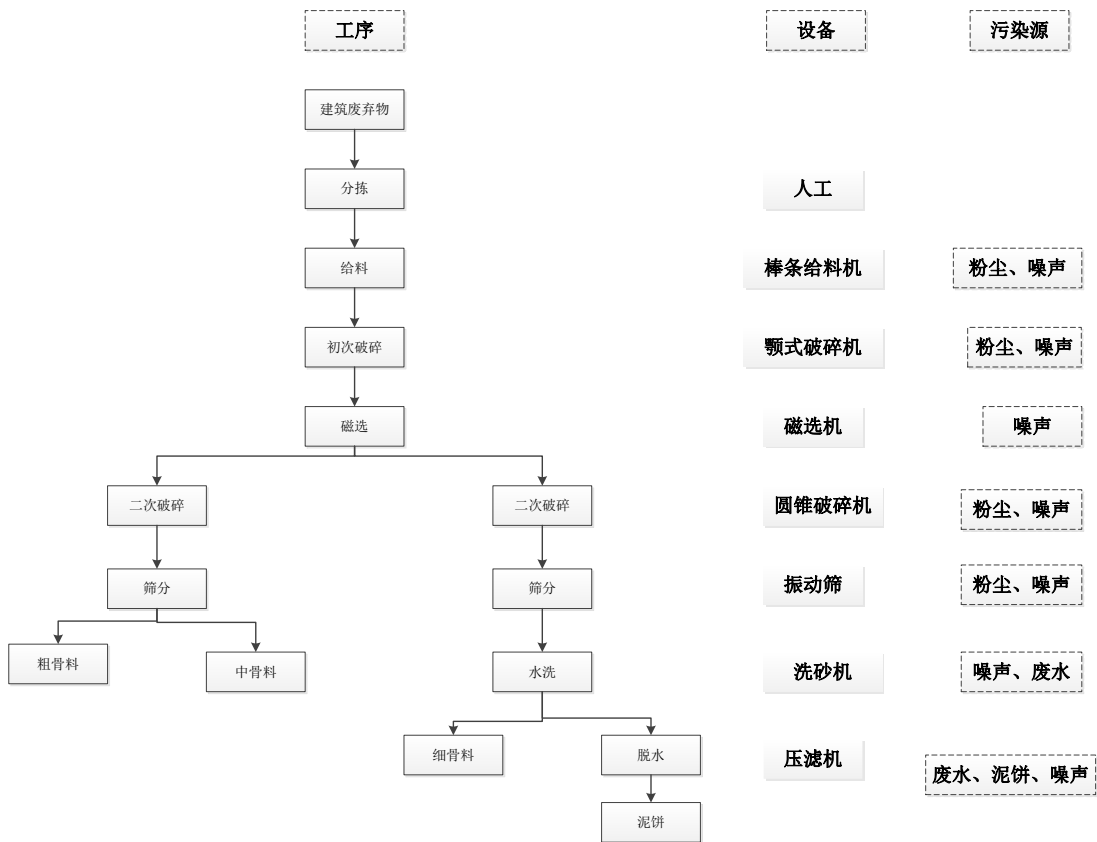 工序
设备
污染源
建筑废弃物
分拣
人工
给料
棒条给料机
粉尘、噪声
初次破碎
颚式破碎机
粉尘、噪声
磁选
磁选机
噪声
二次破碎
二次破碎
圆锥破碎机
粉尘、噪声
筛分
筛分
振动筛
粉尘、噪声
粗骨料
中骨料
水洗
洗砂机
噪声、废水
细骨料
脱水
压滤机
废水、泥饼、噪声
泥饼